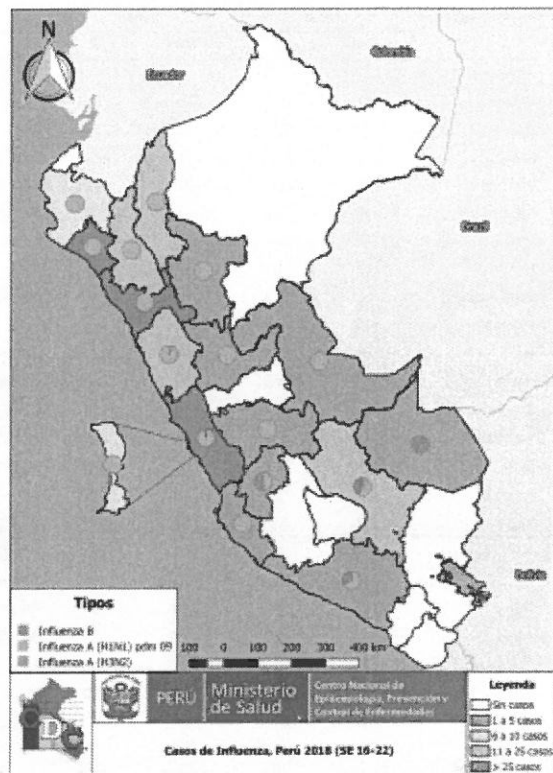 N
Ecuador
Colombia
Brasil
Bolivia
Tipos
Influenza B
Influenza A (H1N1) pdm 09
Influenza A (H3N2)
100 0 100 200 300 400 km
PERÚ
Ministerio
de Salud
Centro Nacional de
Epidemiología, Prevención y
Control de Enfermedades
Casos de Influenza, Perú 2018 (SE 16-22)
Leyenda
Sin casos
1 a 5 casos
6 a 10 casos
11 a 25 casos
> 25 casos